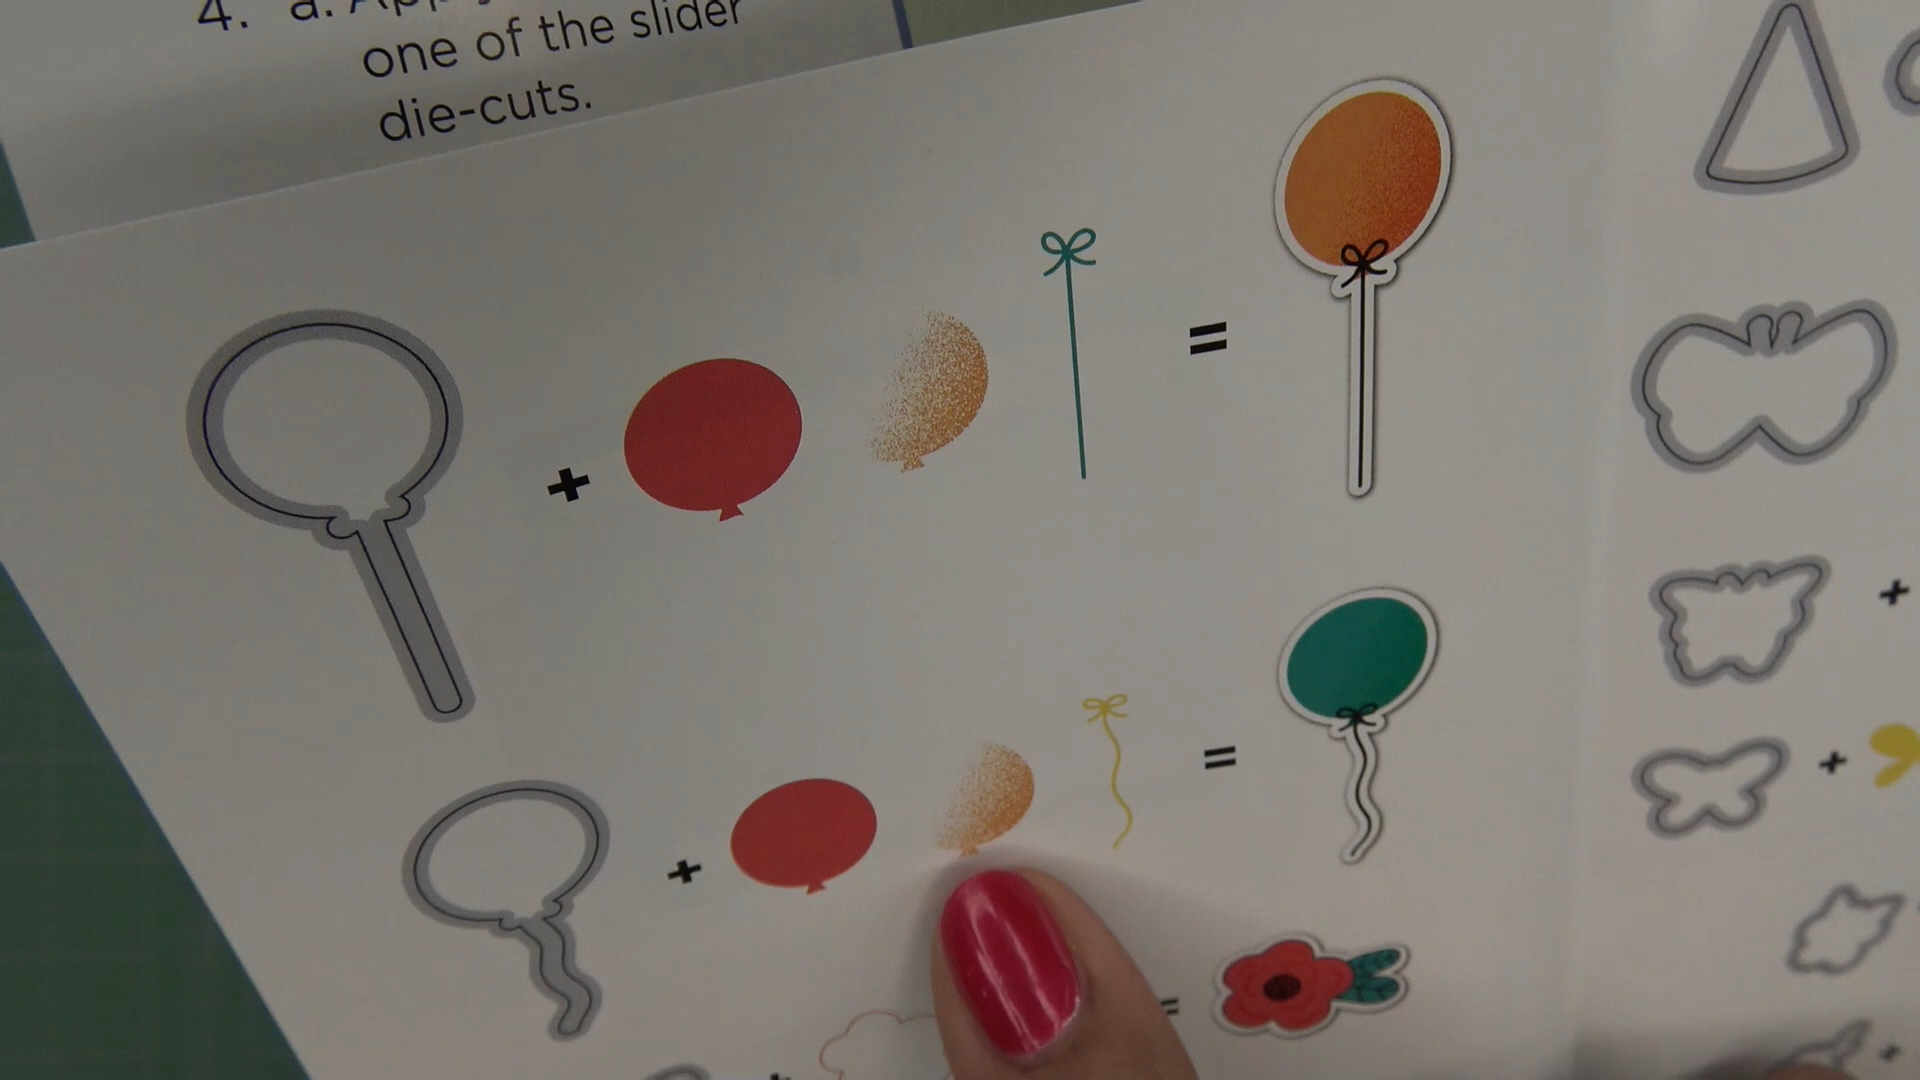 4. a.
one of the slider
die-cuts.
+ =
+ =
+
+
=
+
+